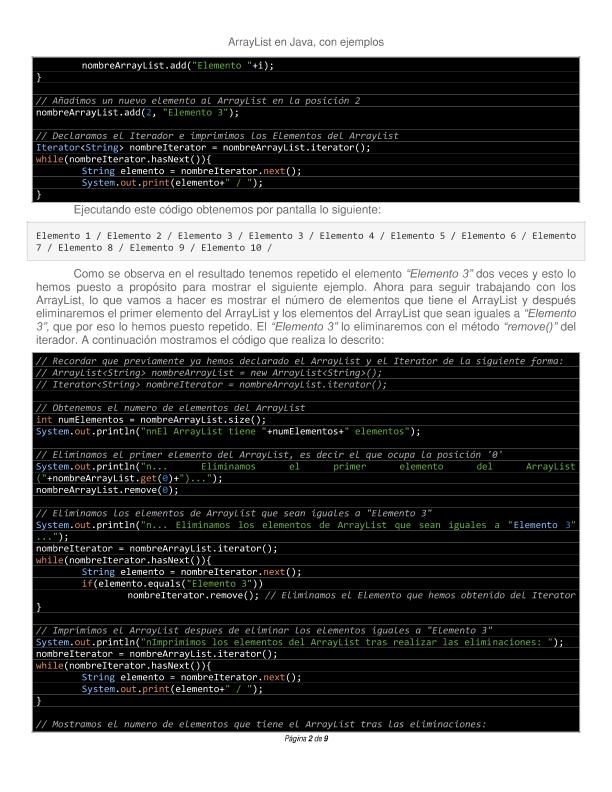 ArrayList en Java, con ejemplos
nombreArrayList.add("Elemento "+i);
}
// Añadimos un nuevo elemento al ArrayList en la posición 2
nombreArrayList.add(2, "Elemento 3");
// Declaramos el Iterador e imprimimos los Elementos del ArrayList
Iterator<String> nombreIterator = nombreArrayList.iterator();
while(nombreIterator.hasNext()){
String elemento = nombreIterator.next();
System.out.print(elemento+" / ");
}
Ejecutando este código obtenemos por pantalla lo siguiente:
Elemento 1 / Elemento 2 / Elemento 3 / Elemento 3 / Elemento 4 / Elemento 5 / Elemento 6 / Elemento
7 / Elemento 8 / Elemento 9 / Elemento 10 /
Como se observa en el resultado tenemos repetido el elemento “Elemento 3” dos veces y esto lo
hemos puesto a propósito para mostrar el siguiente ejemplo. Ahora para seguir trabajando con los
ArrayList, lo que vamos a hacer es mostrar el número de elementos que tiene el ArrayList y después
eliminaremos el primer elemento del ArrayList y los elementos del ArrayList que sean iguales a “Elemento
3”, que por eso lo hemos puesto repetido. El “Elemento 3” lo eliminaremos con el método “remove()” del
iterador. A continuación mostramos el código que realiza lo descrito:
// Recordar que previamente ya hemos declarado el ArrayList y el Iterator de la siguiente forma:
// ArrayList<String> nombreArrayList = new ArrayList<String>();
// Iterator<String> nombreIterator = nombreArrayList.iterator();
// Obtenemos el numero de elementos del ArrayList
int numElementos = nombreArrayList.size();
System.out.println("nnEl ArrayList tiene "+numElementos+" elementos");
// Eliminamos el primer elemento del ArrayList, es decir el que ocupa la posición '0'
System.out.println("n... Eliminamos el primer elemento del ArrayList
("+nombreArrayList.get(0)+")...");
nombreArrayList.remove(0);
// Eliminamos los elementos de ArrayList que sean iguales a "Elemento 3"
System.out.println("n... Eliminamos los elementos de ArrayList que sean iguales a "Elemento 3"
...");
nombreIterator = nombreArrayList.iterator();
while(nombreIterator.hasNext()){
String elemento = nombreIterator.next();
if(elemento.equals("Elemento 3"))
nombreIterator.remove(); // Eliminamos el Elemento que hemos obtenido del Iterator
}
// Imprimimos el ArrayList despues de eliminar los elementos iguales a "Elemento 3"
System.out.println("nImprimimos los elementos del ArrayList tras realizar las eliminaciones: ");
nombreIterator = nombreArrayList.iterator();
while(nombreIterator.hasNext()){
String elemento = nombreIterator.next();
System.out.print(elemento+" / ");
}
// Mostramos el numero de elementos que tiene el ArrayList tras las eliminaciones:
Página 2 de 9